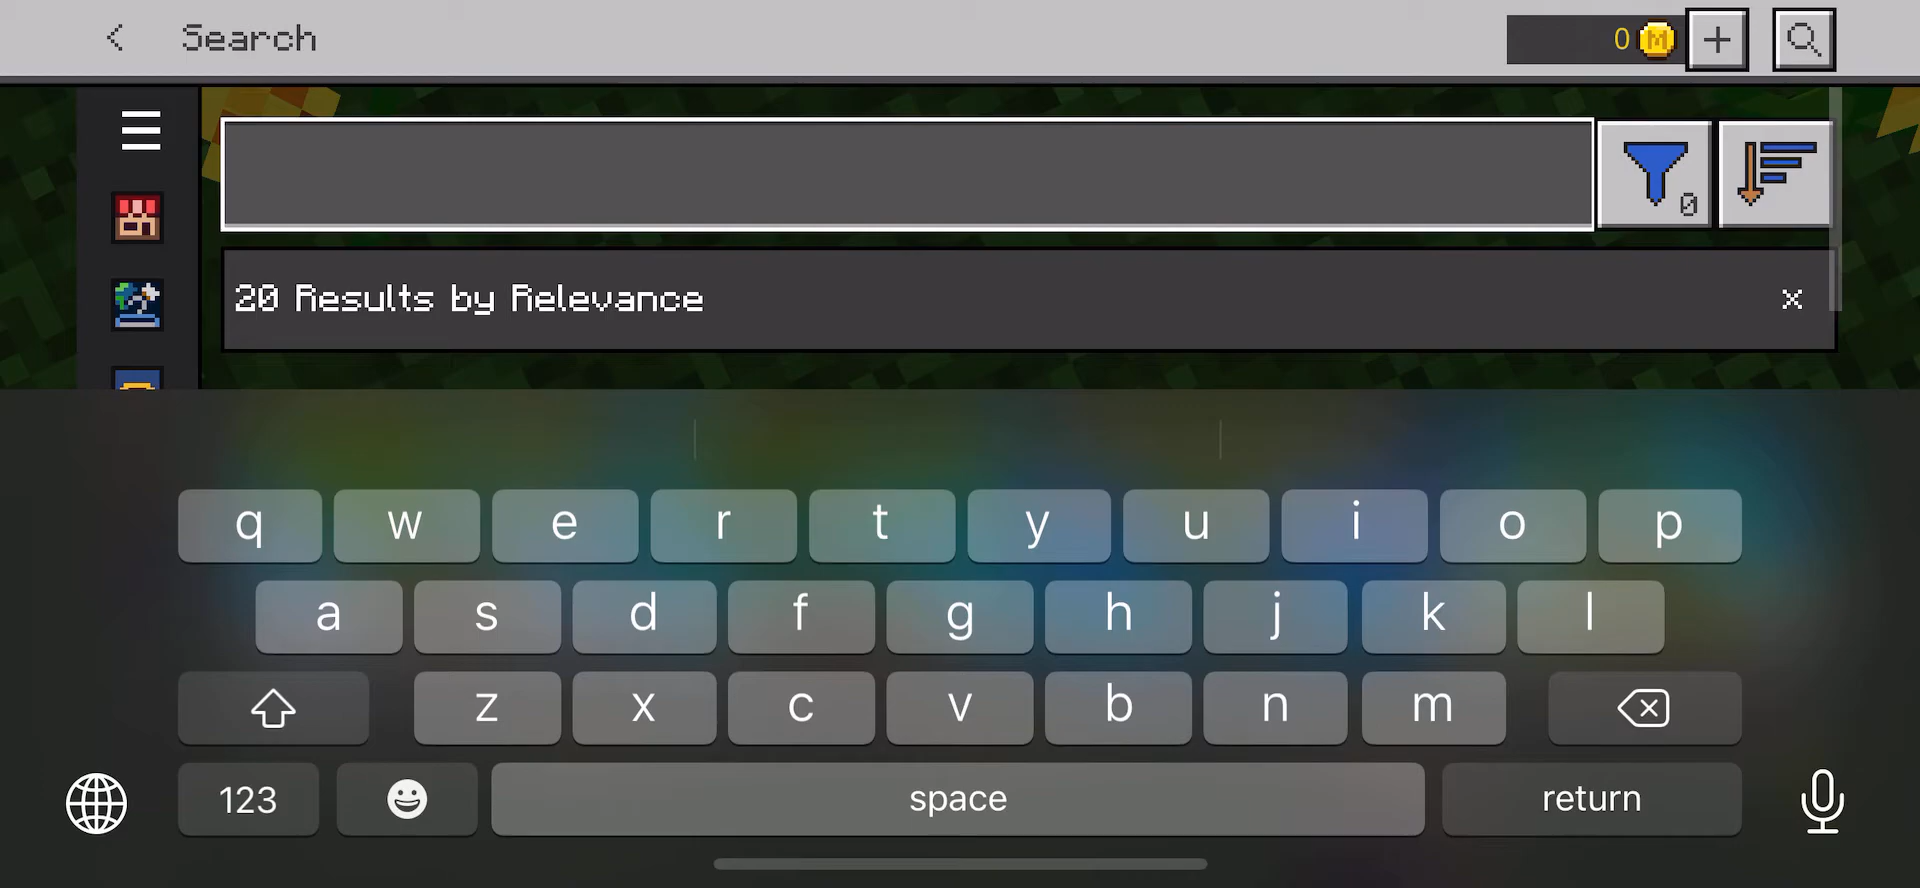 Search
0
0
20 Results by Relevance
q w e r t y u i o p
a s d f g h j k l
z x c v b n m
123 space return